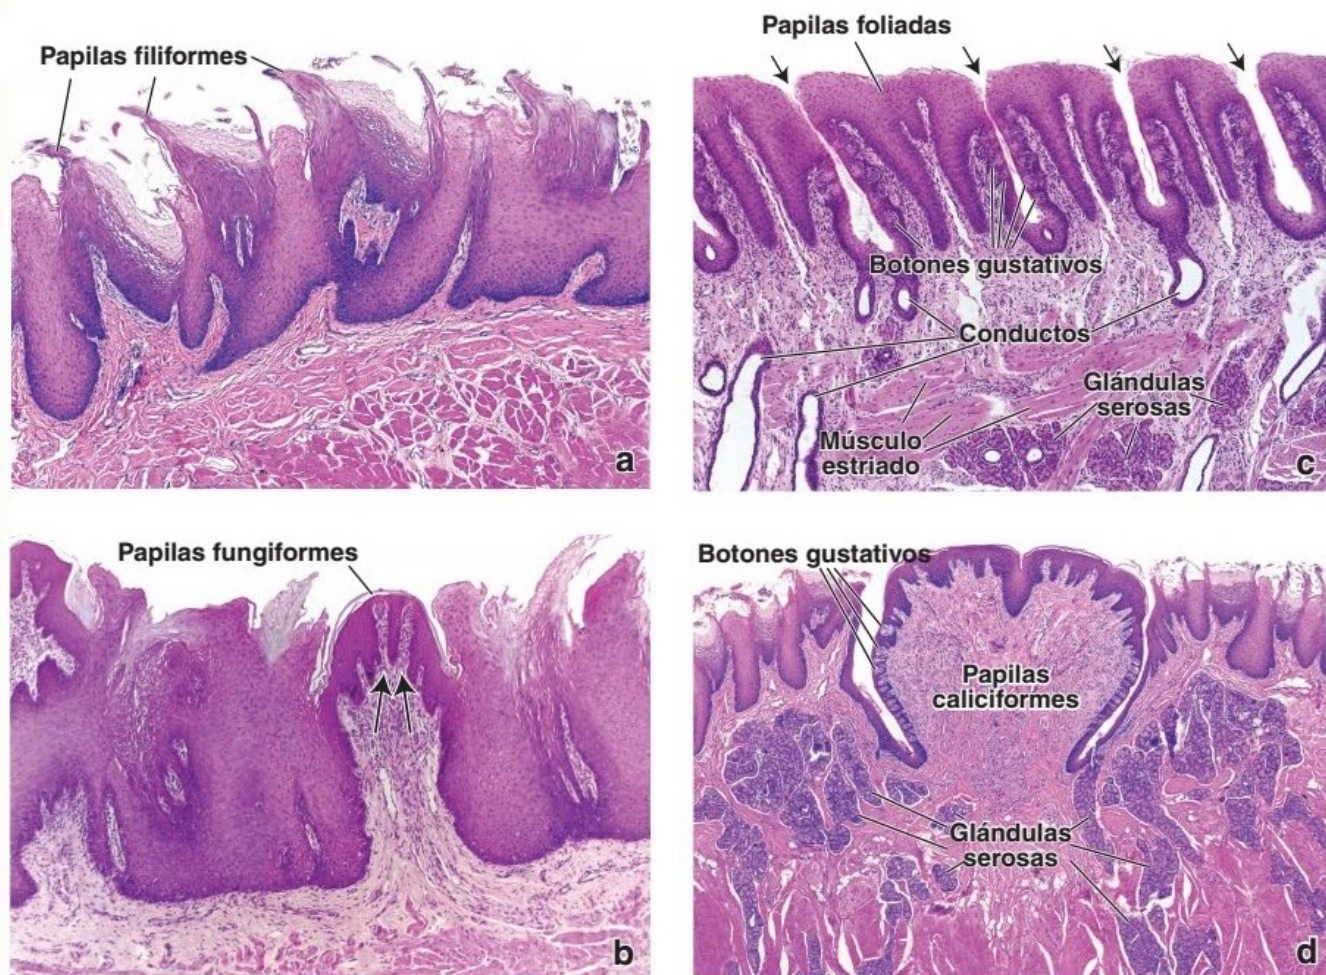 Papilas filiformes
a
Papilas foliadas
Botones gustativos
Conductos
Glándulas
serosas
Músculo
estriado
c
Papilas fungiformes
b
Botones gustativos
Papilas
caliciformes
Glándulas
serosas
d